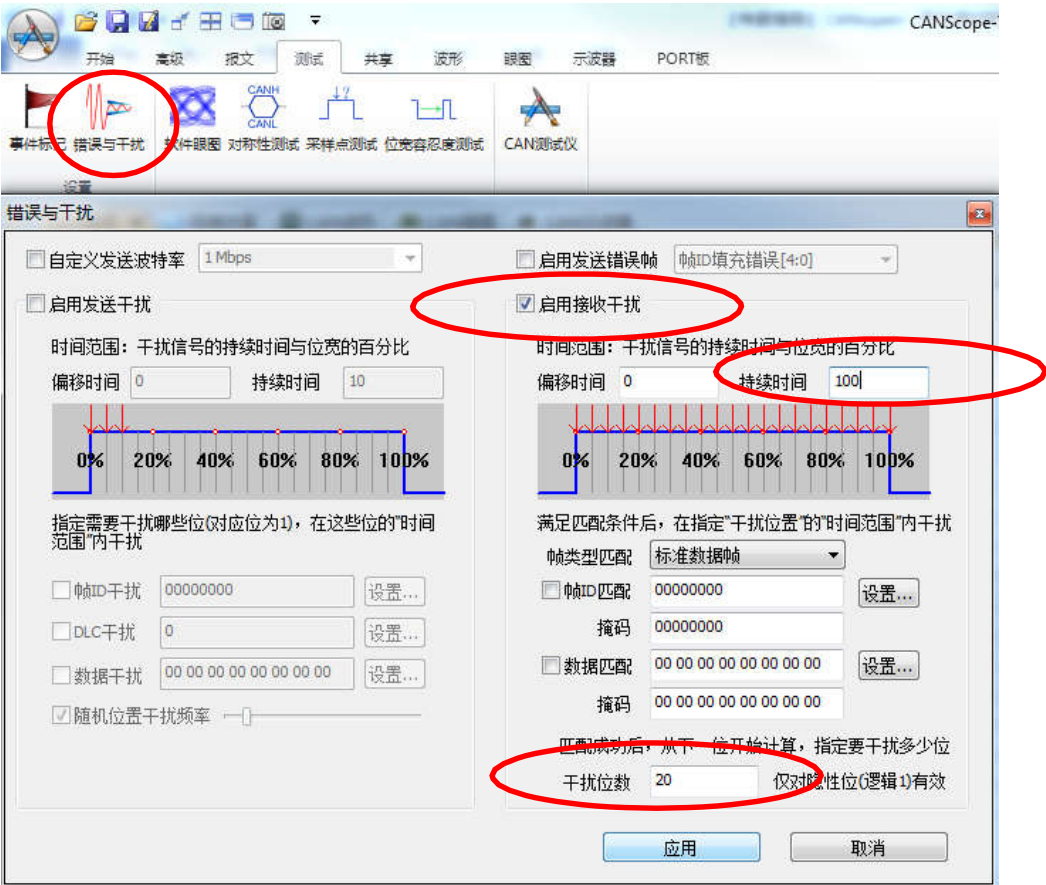 CANScope-
开始 高级 报文 测试 共享 波形 眼图 示波器 PORT板
CANH
CANL
事件标记 错误与干扰 软件眼图 对称性测试 采样点测试 位宽容忍度测试 CAN测试仪
设置
错误与干扰
自定义发送波特率 1 Mbps
启用发送错误帧 帧ID填充错误[4:0]
启用发送干扰
启用接收干扰
时间范围：干扰信号的持续时间与位宽的百分比
时间范围：干扰信号的持续时间与位宽的百分比
偏移时间 0 持续时间 10
偏移时间 0 持续时间 100
0% 20% 40% 60% 80% 100%
0% 20% 40% 60% 80% 100%
指定需要干扰哪些位(对应位为1)，在这些位的"时间
范围"内干扰
帧ID干扰 00000000 设置...
DLC干扰 0 设置...
数据干扰 00 00 00 00 00 00 00 00 设置...
随机位置干扰频率
满足匹配条件后，在指定"干扰位置"的"时间范围"内干扰
帧类型匹配 标准数据帧
帧ID匹配 00000000 设置...
掩码 00000000
数据匹配 00 00 00 00 00 00 00 00 设置...
掩码 00 00 00 00 00 00 00 00
匹配成功后，从下一位开始计算，指定要干扰多少位
干扰位数 20 仅对隐性位(逻辑1)有效
应用 取消